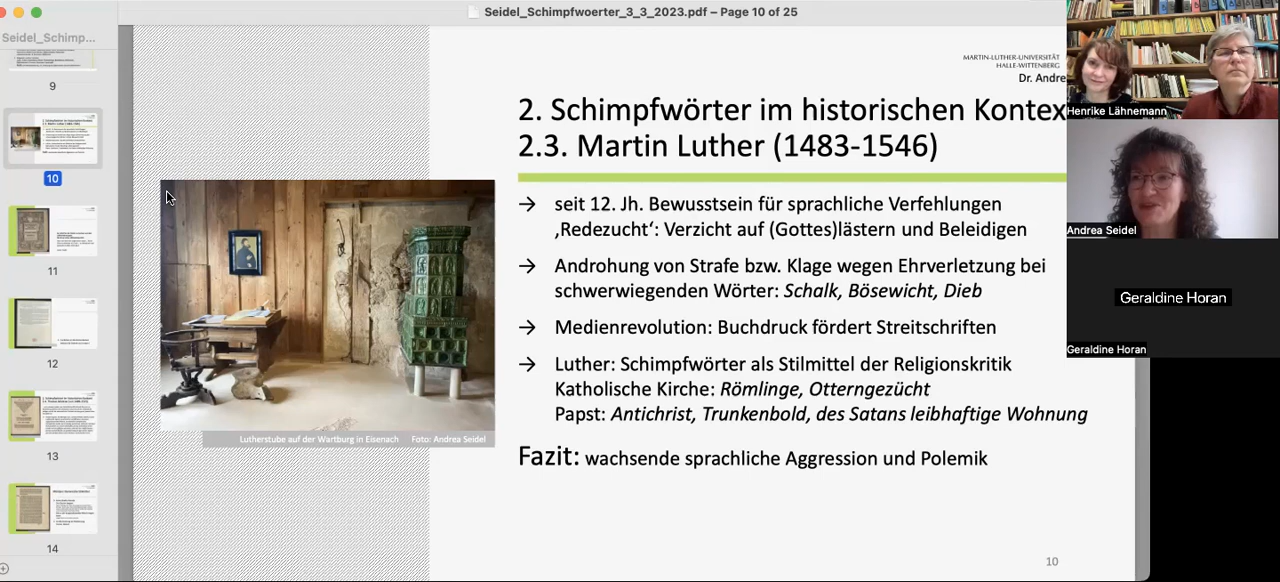 Seidel_Schimpfwoerter_3_3_2023.pdf – Page 10 of 25
Seidel_Schimp...
9
10
11
12
13
14
MARTIN-LUTHER-UNIVERSITÄT
HALLE-WITTENBERG
Dr. Andre
2. Schimpfwörter im historischen Kontex
2.3. Martin Luther (1483-1546)
→ seit 12. Jh. Bewusstsein für sprachliche Verfehlungen
‚Redezucht‘: Verzicht auf (Gottes)lästern und Beleidigen
→ Androhung von Strafe bzw. Klage wegen Ehrverletzung bei
schwerwiegenden Wörter: Schalk, Bösewicht, Dieb
→ Medienrevolution: Buchdruck fördert Streitschriften
→ Luther: Schimpfwörter als Stilmittel der Religionskritik
Katholische Kirche: Römlinge, Otterngezücht
Papst: Antichrist, Trunkenbold, des Satans leibhaftige Wohnung
Fazit: wachsende sprachliche Aggression und Polemik
Lutherstube auf der Wartburg in Eisenach Foto: Andrea Seidel
10
Henrike Lähnemann
Andrea Seidel
Geraldine Horan
Geraldine Horan